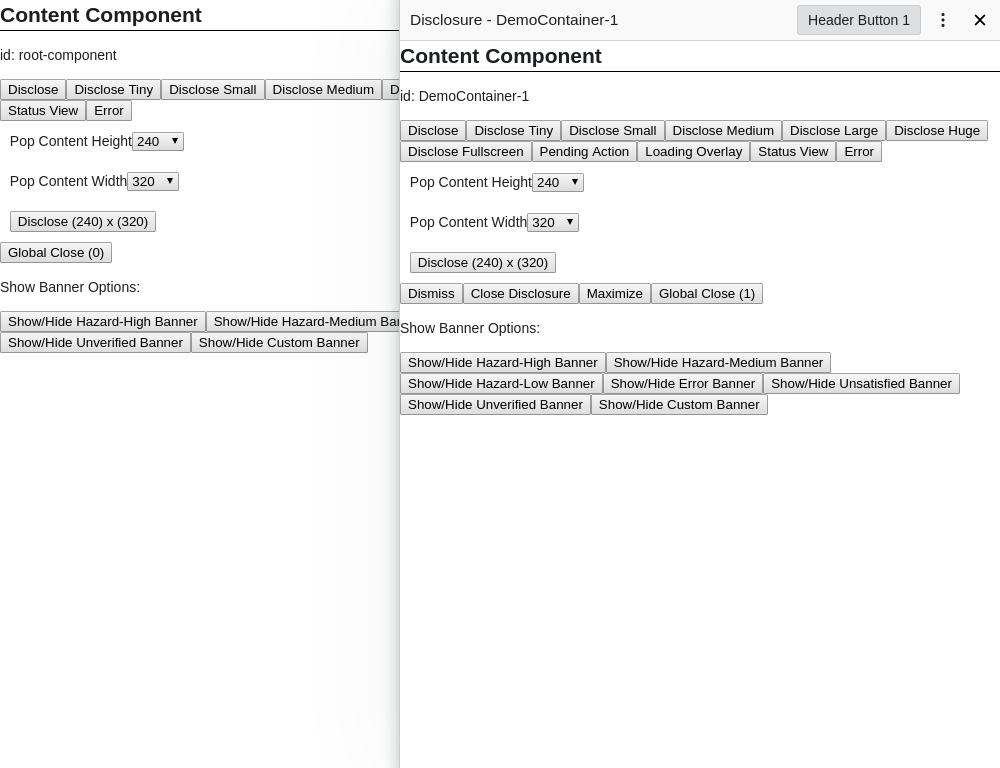 Content Component
id: root-component
Disclose Disclose Tiny Disclose Small Disclose Medium
Status View Error
Pop Content Height 240
Pop Content Width 320
Disclose (240) x (320)
Global Close (0)
Show Banner Options:
Show/Hide Hazard-High Banner Show/Hide Hazard-Medium
Show/Hide Unverified Banner Show/Hide Custom Banner
Disclosure - DemoContainer-1 Header Button 1
Content Component
id: DemoContainer-1
Disclose Disclose Tiny Disclose Small Disclose Medium Disclose Large Disclose Huge
Disclose Fullscreen Pending Action Loading Overlay Status View Error
Pop Content Height 240
Pop Content Width 320
Disclose (240) x (320)
Dismiss Close Disclosure Maximize Global Close (1)
Show Banner Options:
Show/Hide Hazard-High Banner Show/Hide Hazard-Medium Banner
Show/Hide Hazard-Low Banner Show/Hide Error Banner Show/Hide Unsatisfied Banner
Show/Hide Unverified Banner Show/Hide Custom Banner